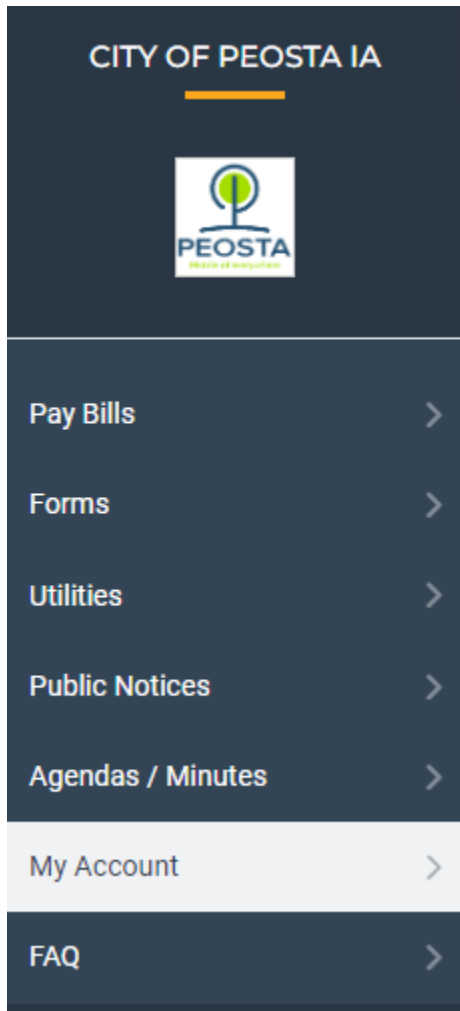 CITY OF PEOSTA IA
PEOSTA
Pay Bills
Forms
Utilities
Public Notices
Agendas / Minutes
My Account
FAQ